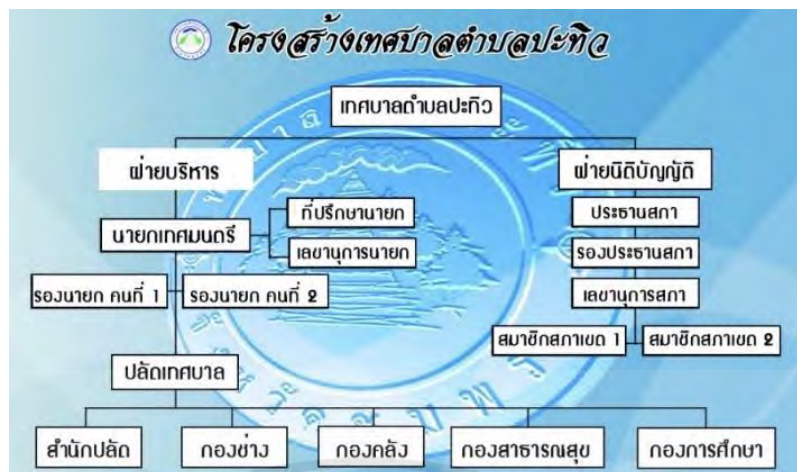 โครงสร้างเทศบาลตำบลปะทิว
เทศบาลตำบลปะทิว
ฝ่ายบริหาร
ฝ่ายนิติบัญญัติ
นายกเทศมนตรี
ที่ปรึกษานายก
เลขานุการนายก
ประธานสภา
รองประธานสภา
เลขานุการสภา
รองนายก คนที่ 1
รองนายก คนที่ 2
สมาชิกสภาเขต 1
สมาชิกสภาเขต 2
ปลัดเทศบาล
สำนักปลัด
กองช่าง
กองคลัง
กองสาธารณสุข
กองการศึกษา